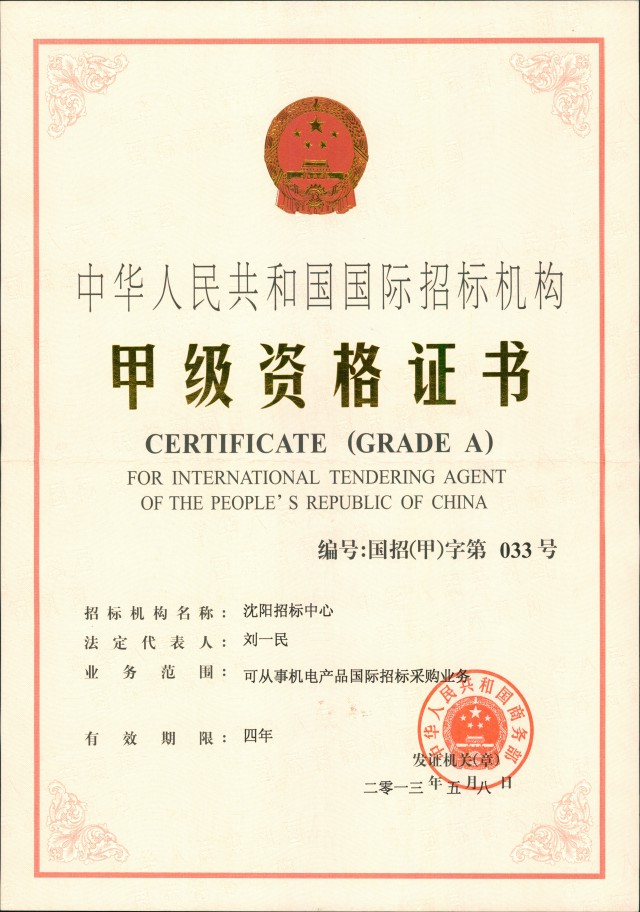 中华人民共和国国际招标机构
甲级资格证书
CERTIFICATE (GRADE A)
FOR INTERNATIONAL TENDERING AGENT
OF THE PEOPLE'S REPUBLIC OF CHINA
编号:国招(甲)字第 033 号
招标机构名称: 沈阳招标中心
法定代表人: 刘一民
业务范围: 可从事机电产品国际招标采购业务
有效期限: 四年
中华人民共和国商务部
发证机关(章)
二零一三年五月八日